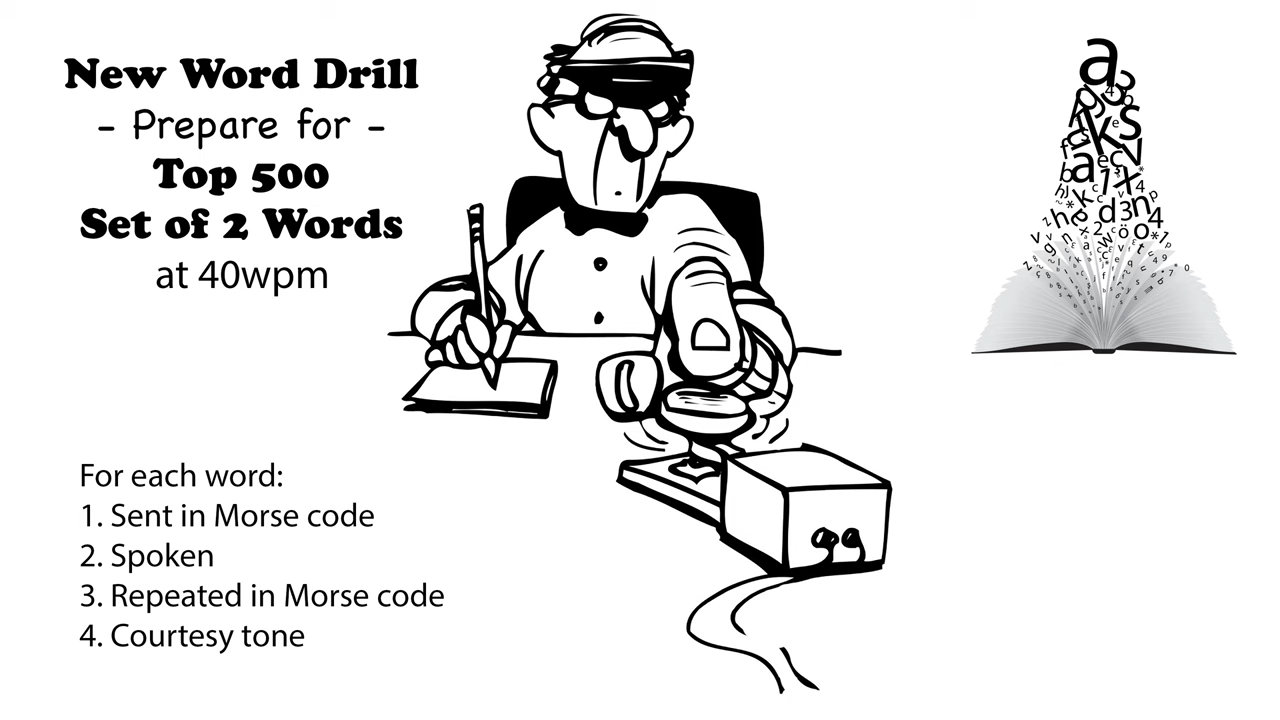 New Word Drill
- Prepare for -
Top 500
Set of 2 Words
at 40wpm
For each word:
1. Sent in Morse code
2. Spoken
3. Repeated in Morse code
4. Courtesy tone